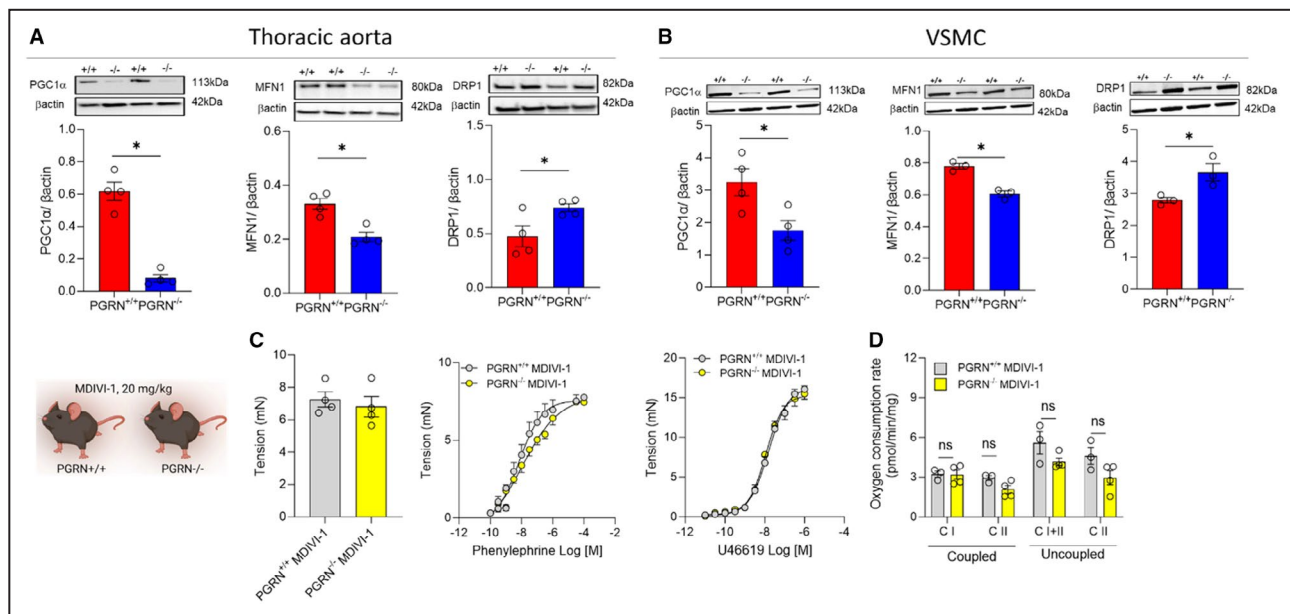 A
Thoracic aorta
+/+ -/- +/+ -/-
PGC1α 113kDa
βactin 42kDa
PGC1α/ βactin
0.8
0.6
0.4
0.2
0.0
*
PGRN+/+ PGRN-/-
+/+ +/+ -/- -/-
MFN1 80kDa
βactin 42kDa
MFN1/ βactin
0.6
0.4
0.2
0.0
*
PGRN+/+ PGRN-/-
+/+ -/- +/+ -/-
DRP1 82kDa
βactin 42kDa
DRP1/ βactin
1.5
1.0
0.5
0.0
*
PGRN+/+ PGRN-/-
B
VSMC
+/+ -/- +/+ -/-
PGC1α 113kDa
βactin 42kDa
PGC1α/ βactin
5
4
3
2
1
0
*
PGRN+/+ PGRN-/-
+/+ -/- +/+ -/-
MFN1 80kDa
βactin 42kDa
MFN1/ βactin
1.0
0.8
0.6
0.4
0.2
0.0
*
PGRN+/+ PGRN-/-
+/+ -/- +/+ -/-
DRP1 82kDa
βactin 42kDa
DRP1/ βactin
5
4
3
2
1
0
*
PGRN+/+ PGRN-/-
MDIVI-1, 20 mg/kg
PGRN+/+ PGRN-/-
C
Tension (mN)
10
8
6
4
2
0
PGRN+/+ MDIVI-1
PGRN-/- MDIVI-1
PGRN+/+ MDIVI-1
PGRN-/- MDIVI-1
Tension (mN)
10
5
0
-12 -10 -8 -6 -4 -2
Phenylephrine Log [M]
PGRN+/+ MDIVI-1
PGRN-/- MDIVI-1
Tension (mN)
20
15
10
5
0
-12 -10 -8 -6 -4
U46619 Log [M]
D
PGRN+/+ MDIVI-1
PGRN-/- MDIVI-1
Oxygen consumption rate
(pmol/min/mg)
12
9
6
3
0
ns ns ns ns
C I C II C I+II C II
Coupled Uncoupled